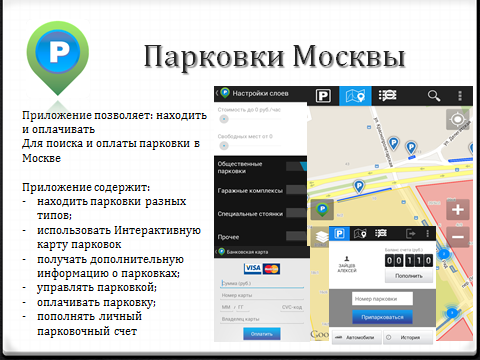 P
Парковки Москвы
Приложение позволяет: находить
и оплачивать
Для поиска и оплаты парковки в
Москве
Приложение содержит:
- находить парковки разных
типов;
- использовать Интерактивную
карту парковок
- получать дополнительную
информацию о парковках;
- управлять парковкой;
- оплачивать парковку;
- пополнять личный
парковочный счет
Настройки слоев
Стоимость до 0 руб./час
Свободных мест от 0
Общественные
парковки
Гаражные комплексы
Специальные стоянки
Прочее
Банковская карта
VISA MasterCard
Сумма (руб.)
Номер карты
ММ / ГГ CVC-код
Владелец карты
Оплатить
P
P
P
P
P
Goo
P
ЗАЙЦЕВ
АЛЕКСЕЙ
00110
Пополнить
Номер парковки
Припарковаться
Автомобили
История